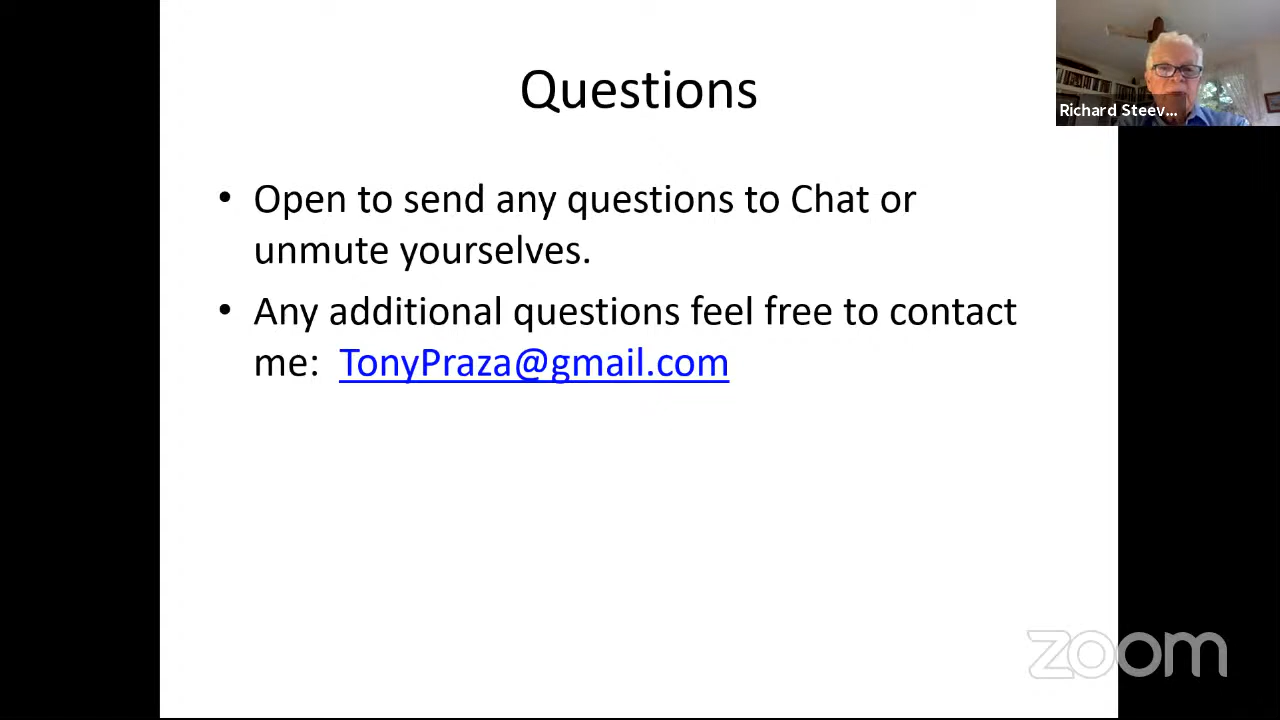 Questions
Richard Steev...
• Open to send any questions to Chat or
unmute yourselves.
• Any additional questions feel free to contact
me: TonyPraza@gmail.com
zoom